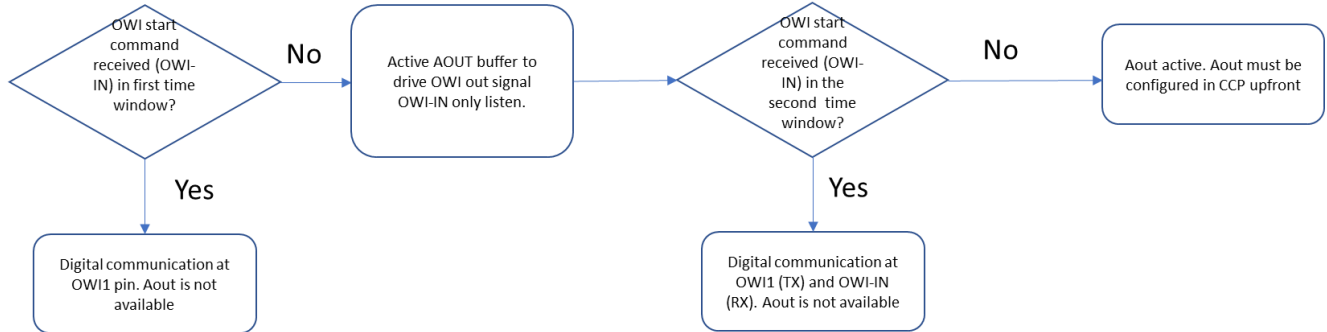 OWI start
command
received (OWI-
IN) in first time
window?
No
Active AOUT buffer to
drive OWI out signal
OWI-IN only listen.
OWI start
command
received (OWI-
IN) in the
second time
window?
No
Aout active. Aout must be
configured in CCP upfront
Yes
Yes
Digital communication at
OWI1 pin. Aout is not
available
Digital communication at
OWI1 (TX) and OWI-IN
(RX). Aout is not available